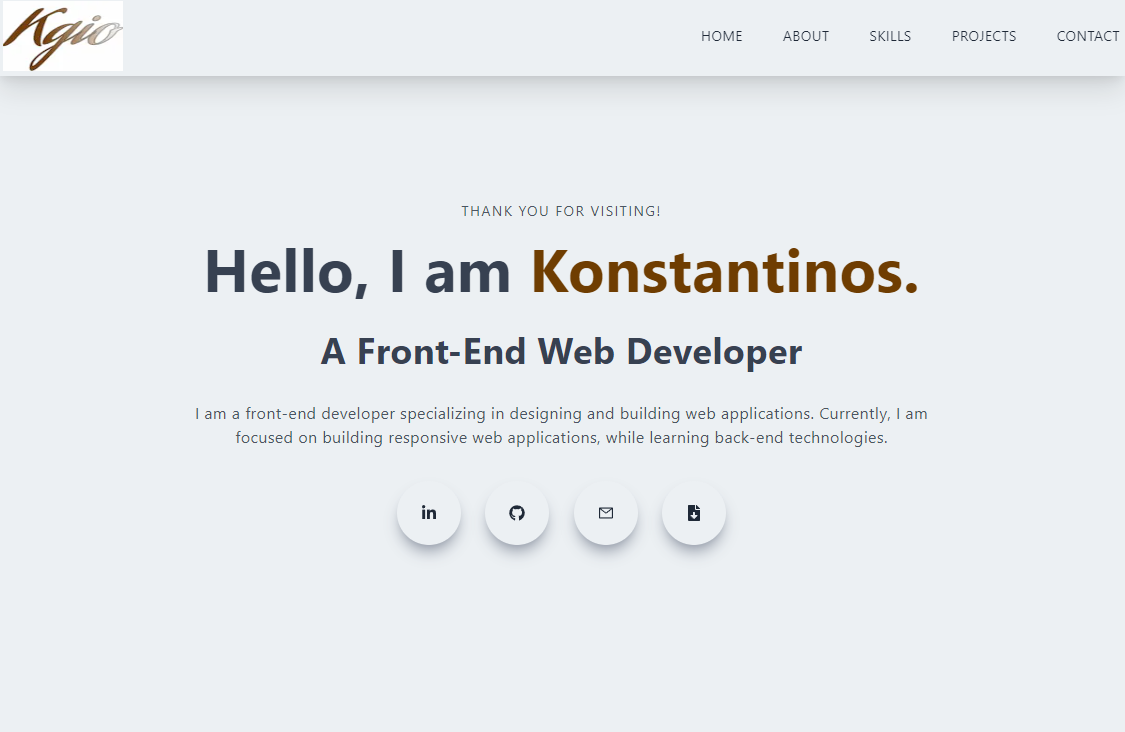 Kgio
HOME ABOUT SKILLS PROJECTS CONTACT
THANK YOU FOR VISITING!
Hello, I am Konstantinos.
A Front-End Web Developer
I am a front-end developer specializing in designing and building web applications. Currently, I am
focused on building responsive web applications, while learning back-end technologies.
in